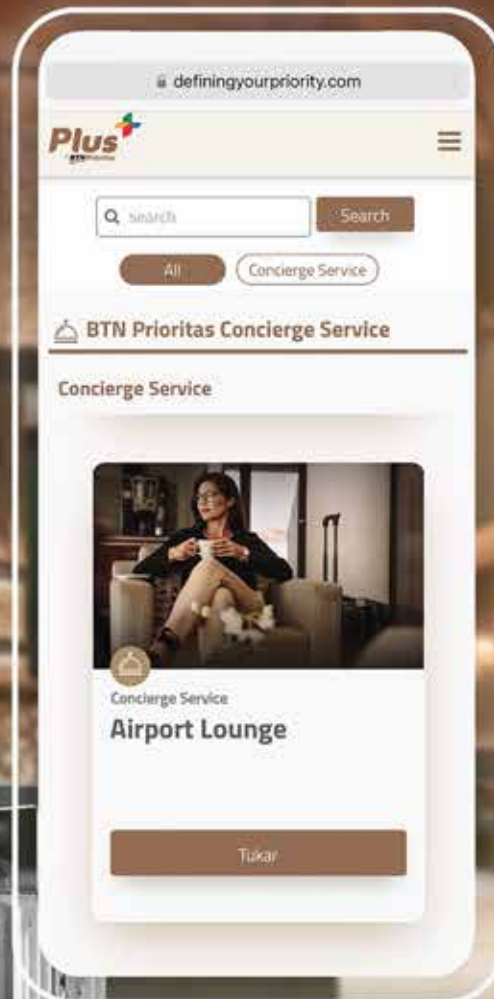 definingyourpriority.com
Plus
search
Search
All
Concierge Service
BTN Prioritas Concierge Service
Concierge Service
Concierge Service
Airport Lounge
Tukar